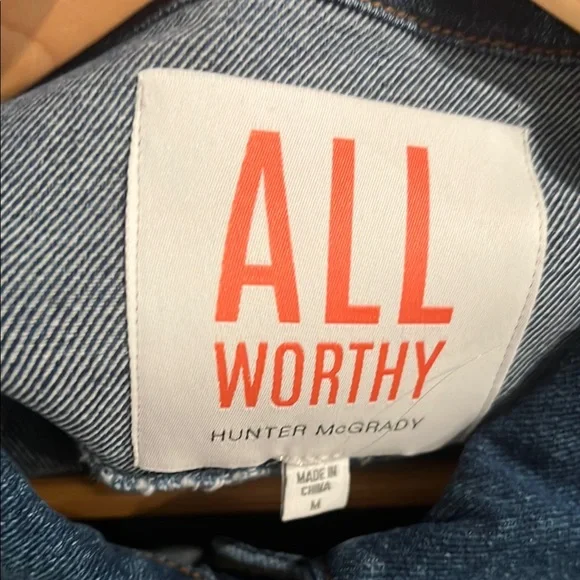 ALL
WORTHY
HUNTER McGRADY
MADE IN
CHINA
M